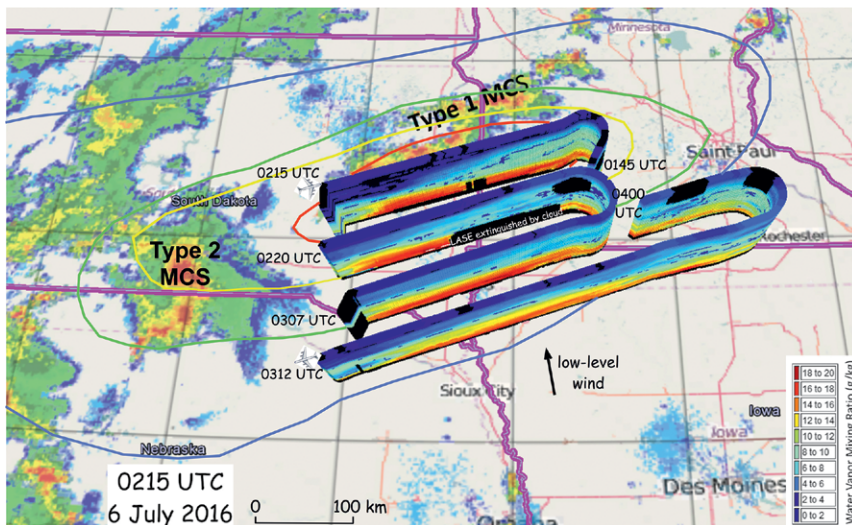 Minnesota
Type 1 MCS
Saint-Paul
0215 UTC
0145 UTC
South Dakota
0400
UTC
LASE extinguished by cloud
Rochester
Type 2
MCS
0220 UTC
0307 UTC
0312 UTC
low-level
wind
Sioux City
Iowa
Iowa
Nebraska
Des Moines
0215 UTC
6 July 2016
0 100 km
18 to 20
16 to 18
14 to 16
12 to 14
10 to 12
8 to 10
6 to 8
4 to 6
2 to 4
0 to 2
Water Vapor Mixing Ratio (g/kg)